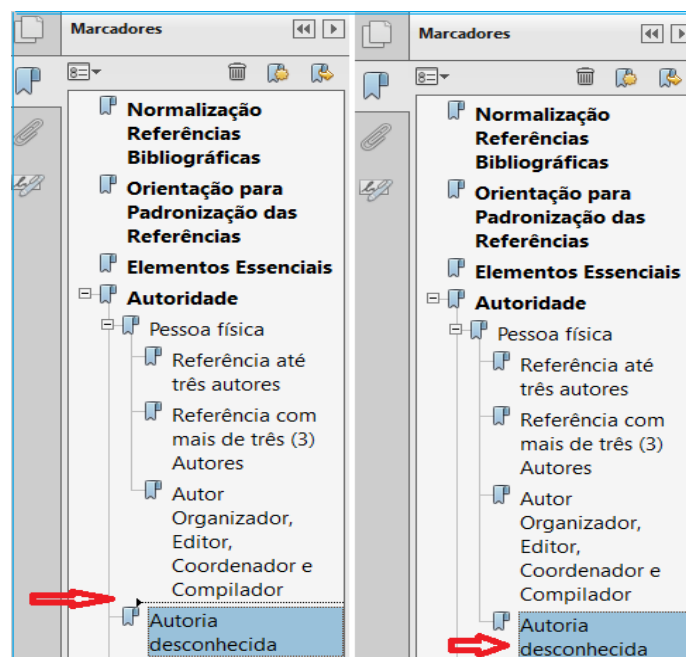 Marcadores
Normalização
Referências
Bibliográficas
Orientação para
Padronização das
Referências
Elementos Essenciais
Autoridade
Pessoa física
Referência até
três autores
Referência com
mais de três (3)
Autores
Autor
Organizador,
Editor,
Coordenador e
Compilador
Autoria
desconhecida
Marcadores
Normalização
Referências
Bibliográficas
Orientação para
Padronização das
Referências
Elementos Essenciais
Autoridade
Pessoa física
Referência até
três autores
Referência com
mais de três (3)
Autores
Autor
Organizador,
Editor,
Coordenador e
Compilador
Autoria
desconhecida